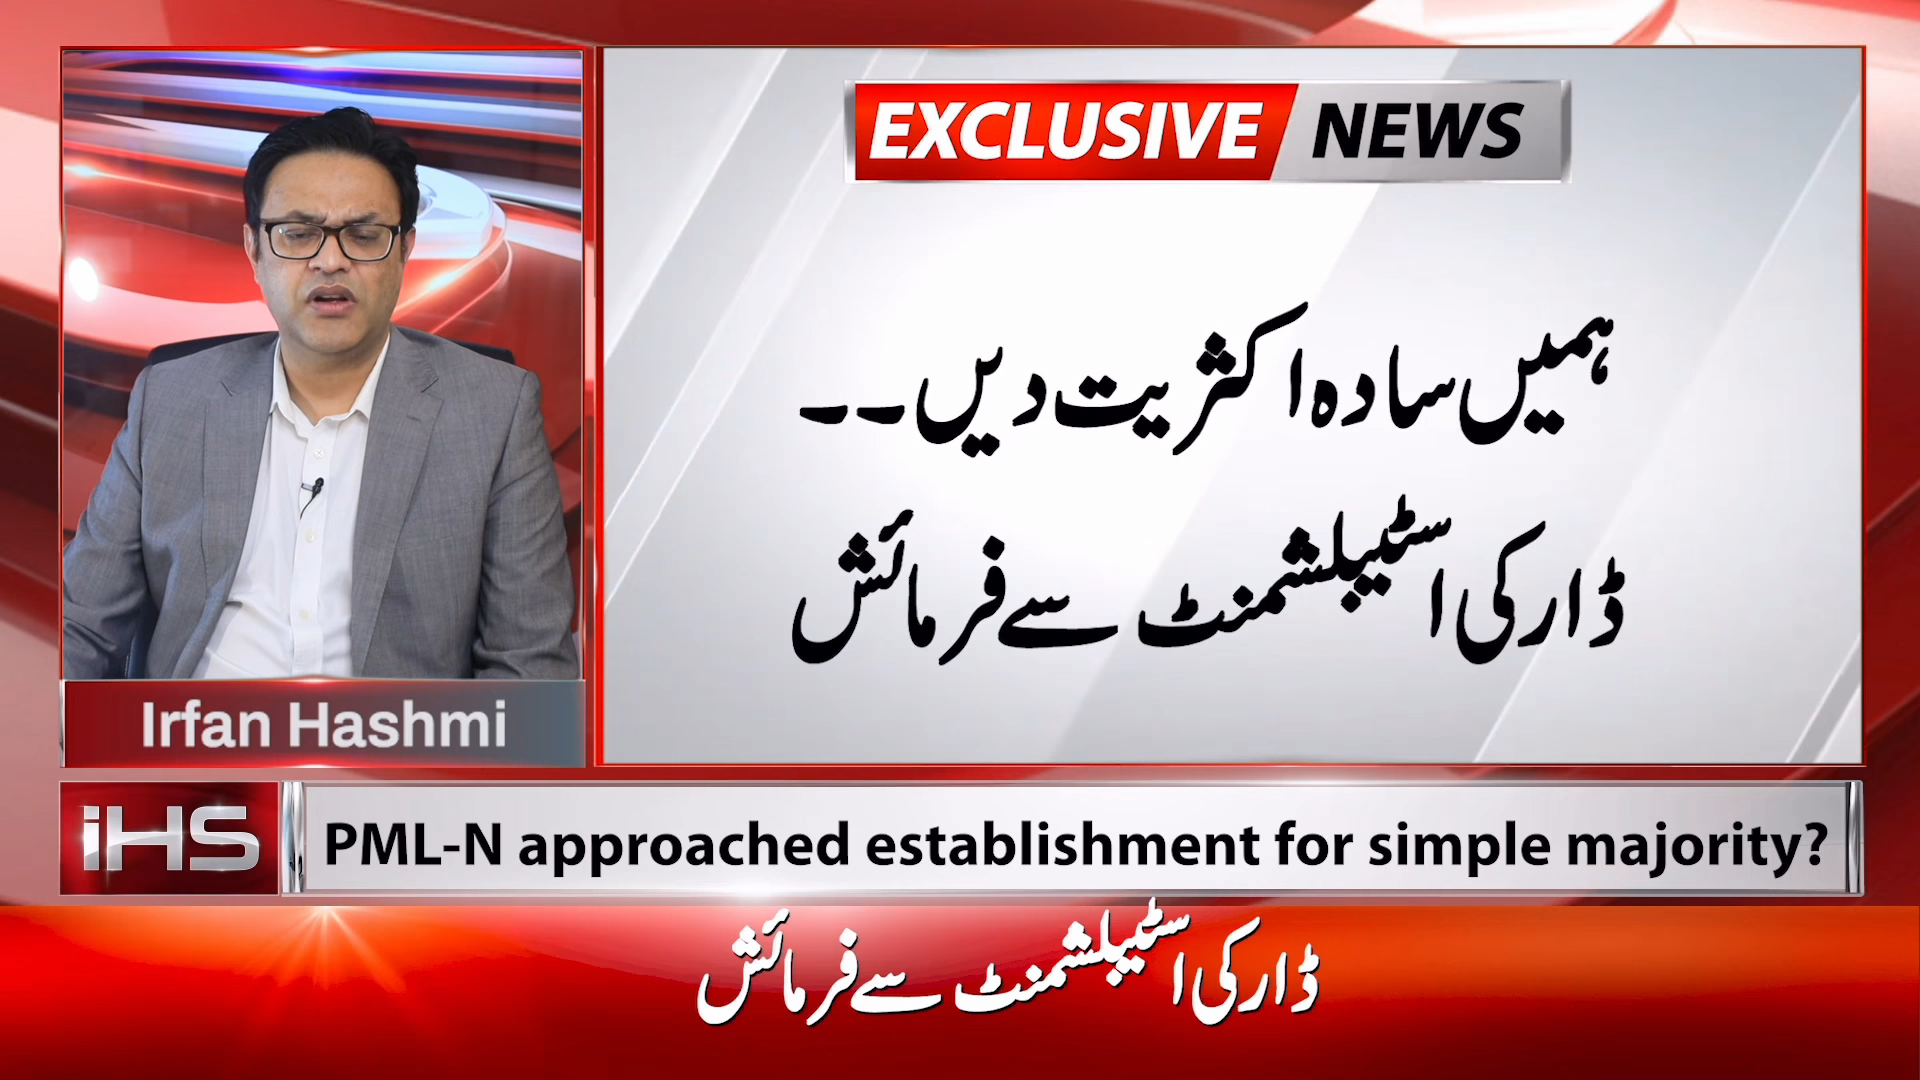 EXCLUSIVE NEWS
ہمیں سادہ اکثریت دیں۔۔
ڈار کی اسٹیبلشمنٹ سے فرمائش
Irfan Hashmi
iHS
PML-N approached establishment for simple majority?
ڈار کی اسٹیبلشمنٹ سے فرمائش